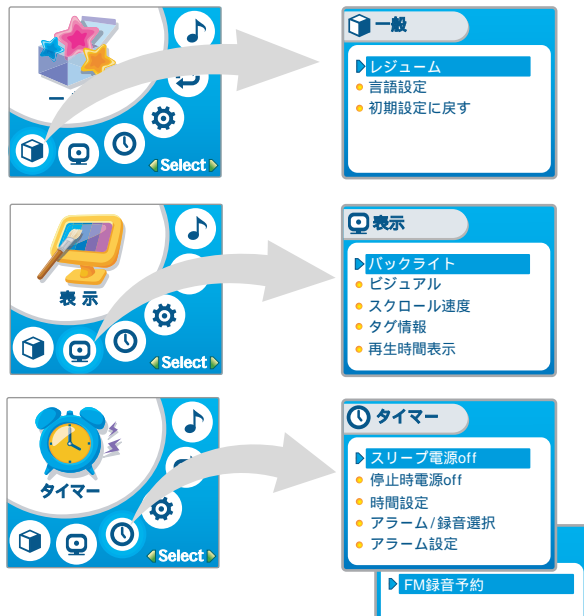 一般
Select
一般
レジューム
言語設定
初期設定に戻す
表示
Select
表示
バックライト
ビジュアル
スクロール速度
タグ情報
再生時間表示
タイマー
Select
タイマー
スリープ電源off
停止時電源off
時間設定
アラーム/録音選択
アラーム設定
FM録音予約